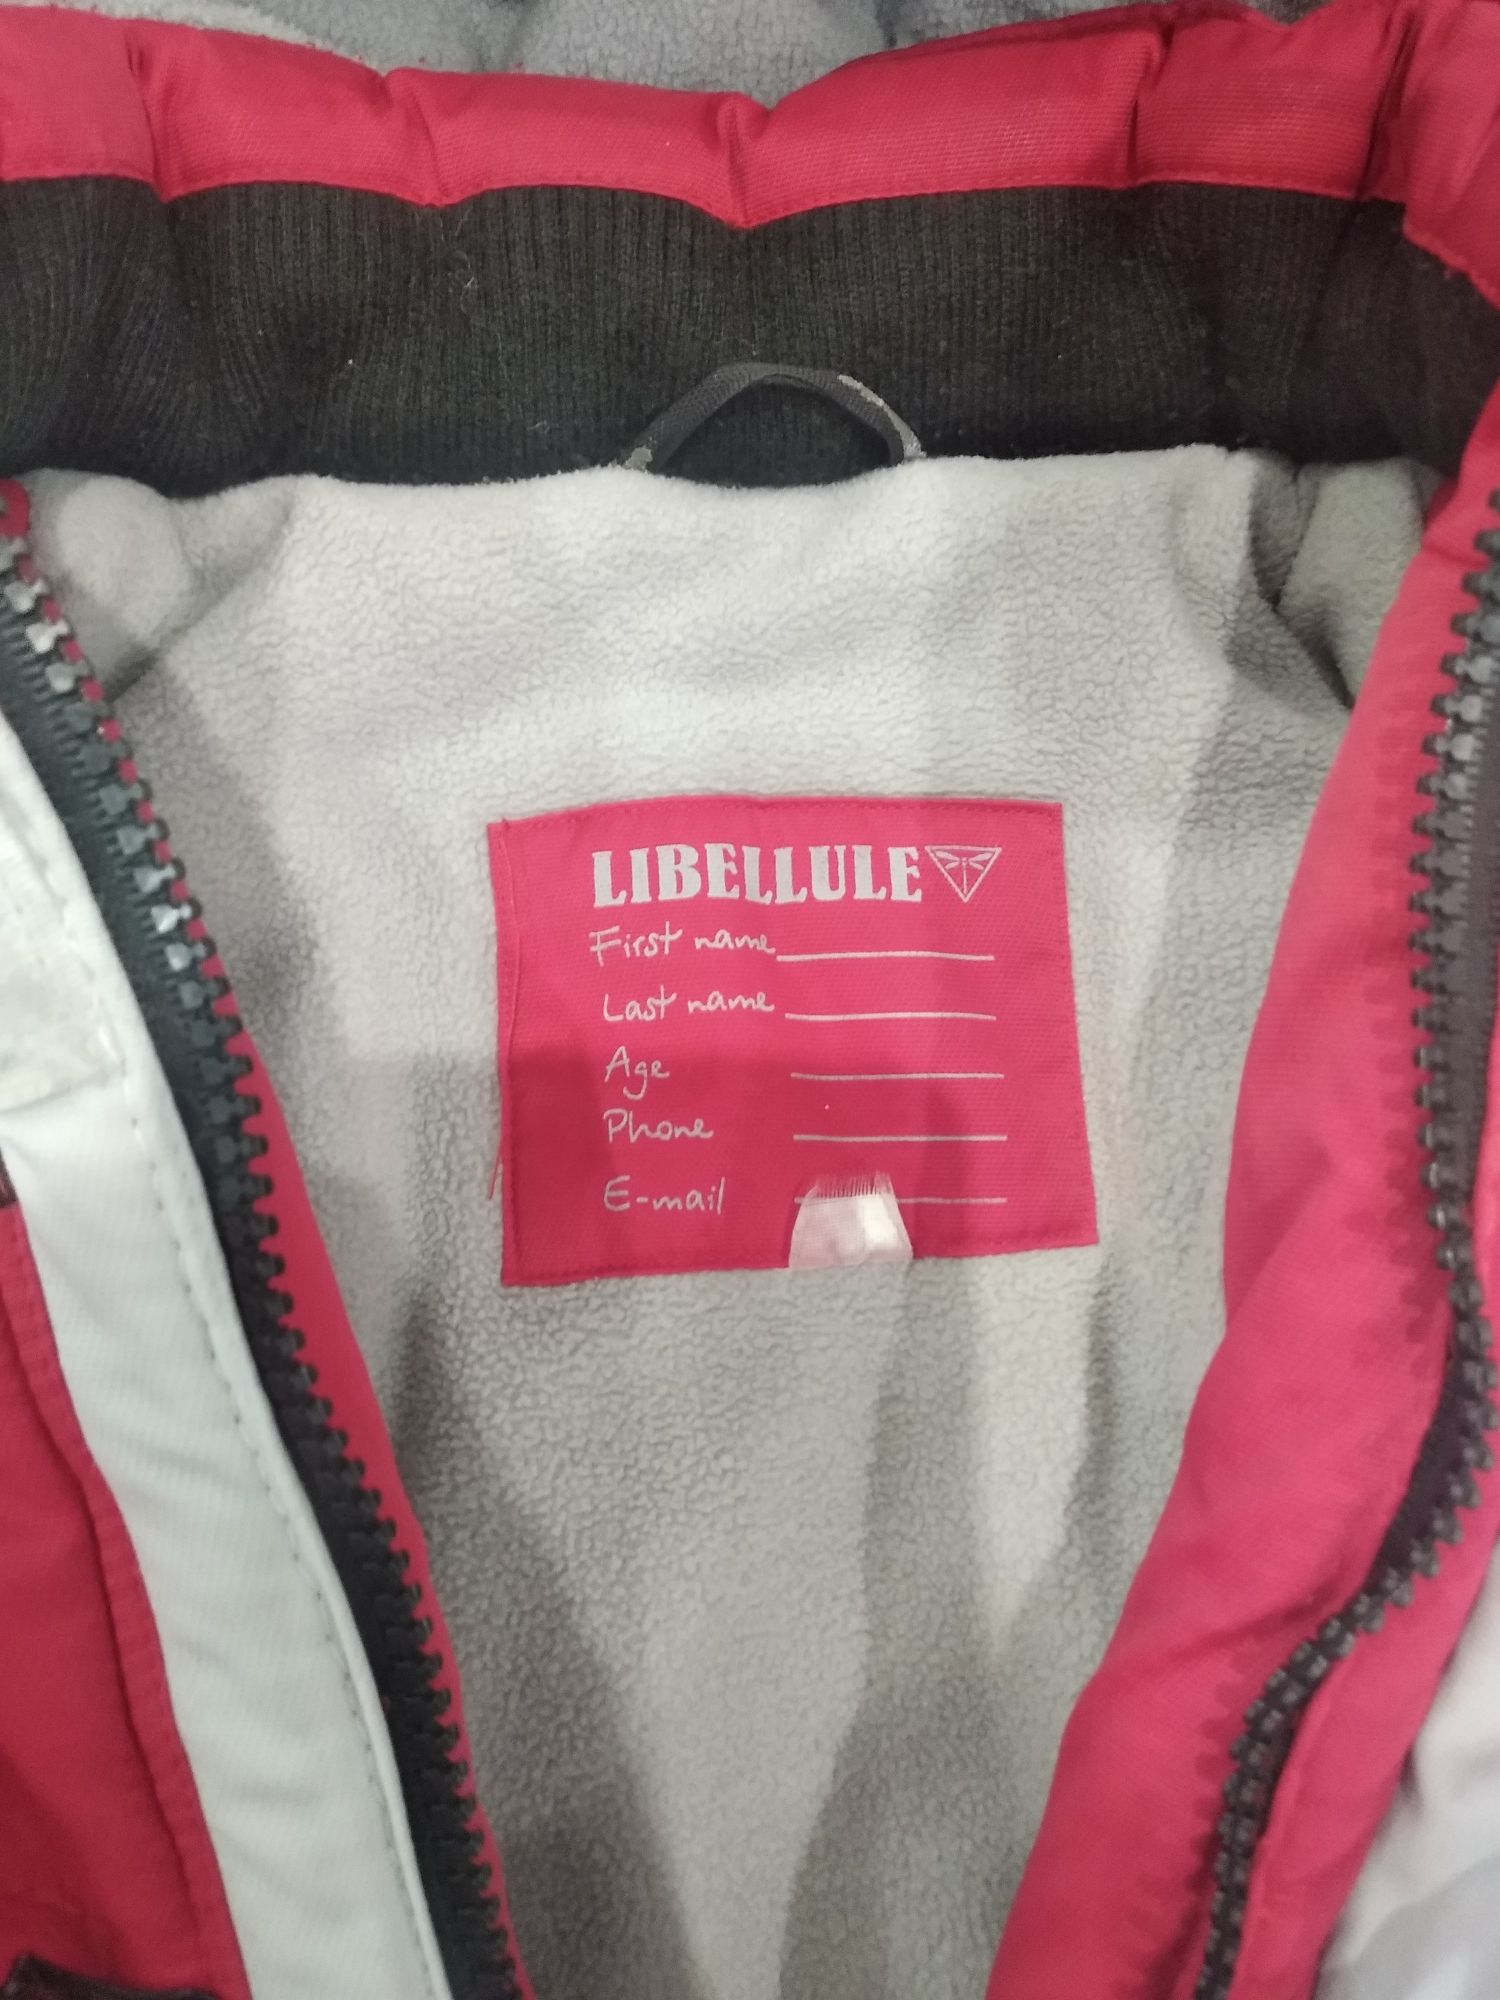 LIBELLULE
First name
Last name
Age
Phone
E-mail